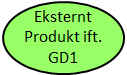 Eksternt
Produkt ift.
GD1